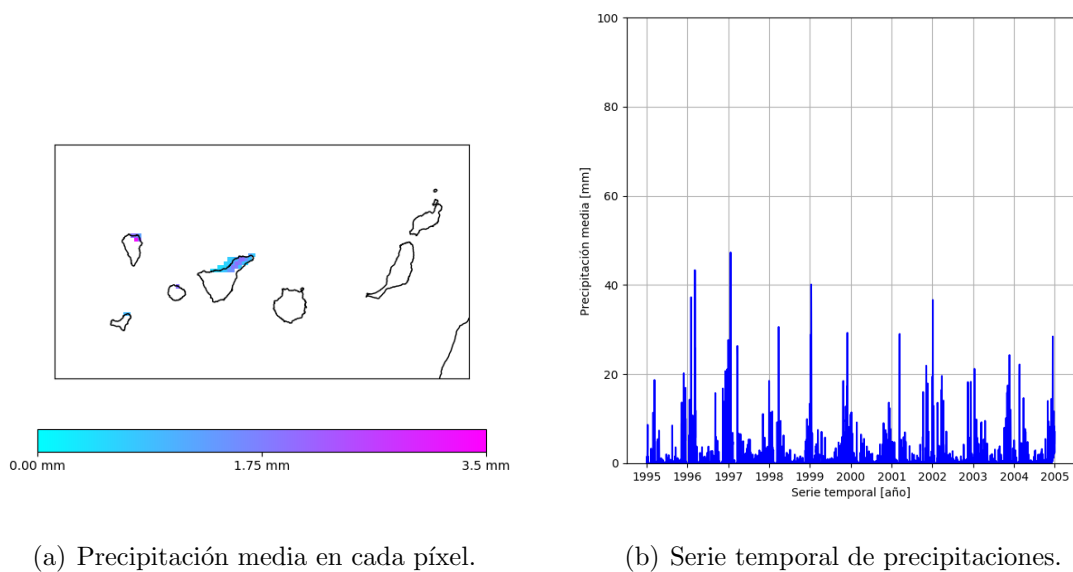 0.00 mm
1.75 mm
3.5 mm
Precipitación media [mm]
100
80
60
40
20
0
1995 1996 1997 1998 1999 2000 2001 2002 2003 2004 2005
Serie temporal [año]
(a) Precipitación media en cada píxel.
(b) Serie temporal de precipitaciones.